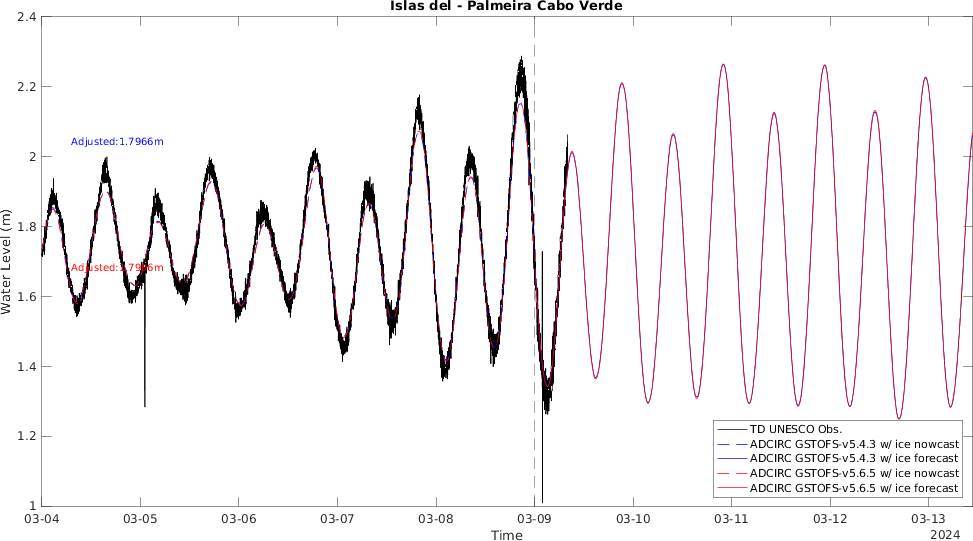 Islas del - Palmeira Cabo Verde
2.4
2.2
2
1.8
1.6
1.4
1.2
1
Water Level (m)
Adjusted:1.7966m
Adjusted:1.7966m
TD UNESCO Obs.
ADCIRC GSTOFS-v5.4.3 w/ ice nowcast
ADCIRC GSTOFS-v5.4.3 w/ ice forecast
ADCIRC GSTOFS-v5.6.5 w/ ice nowcast
ADCIRC GSTOFS-v5.6.5 w/ ice forecast
03-04 03-05 03-06 03-07 03-08 03-09 03-10 03-11 03-12 03-13
Time
2024